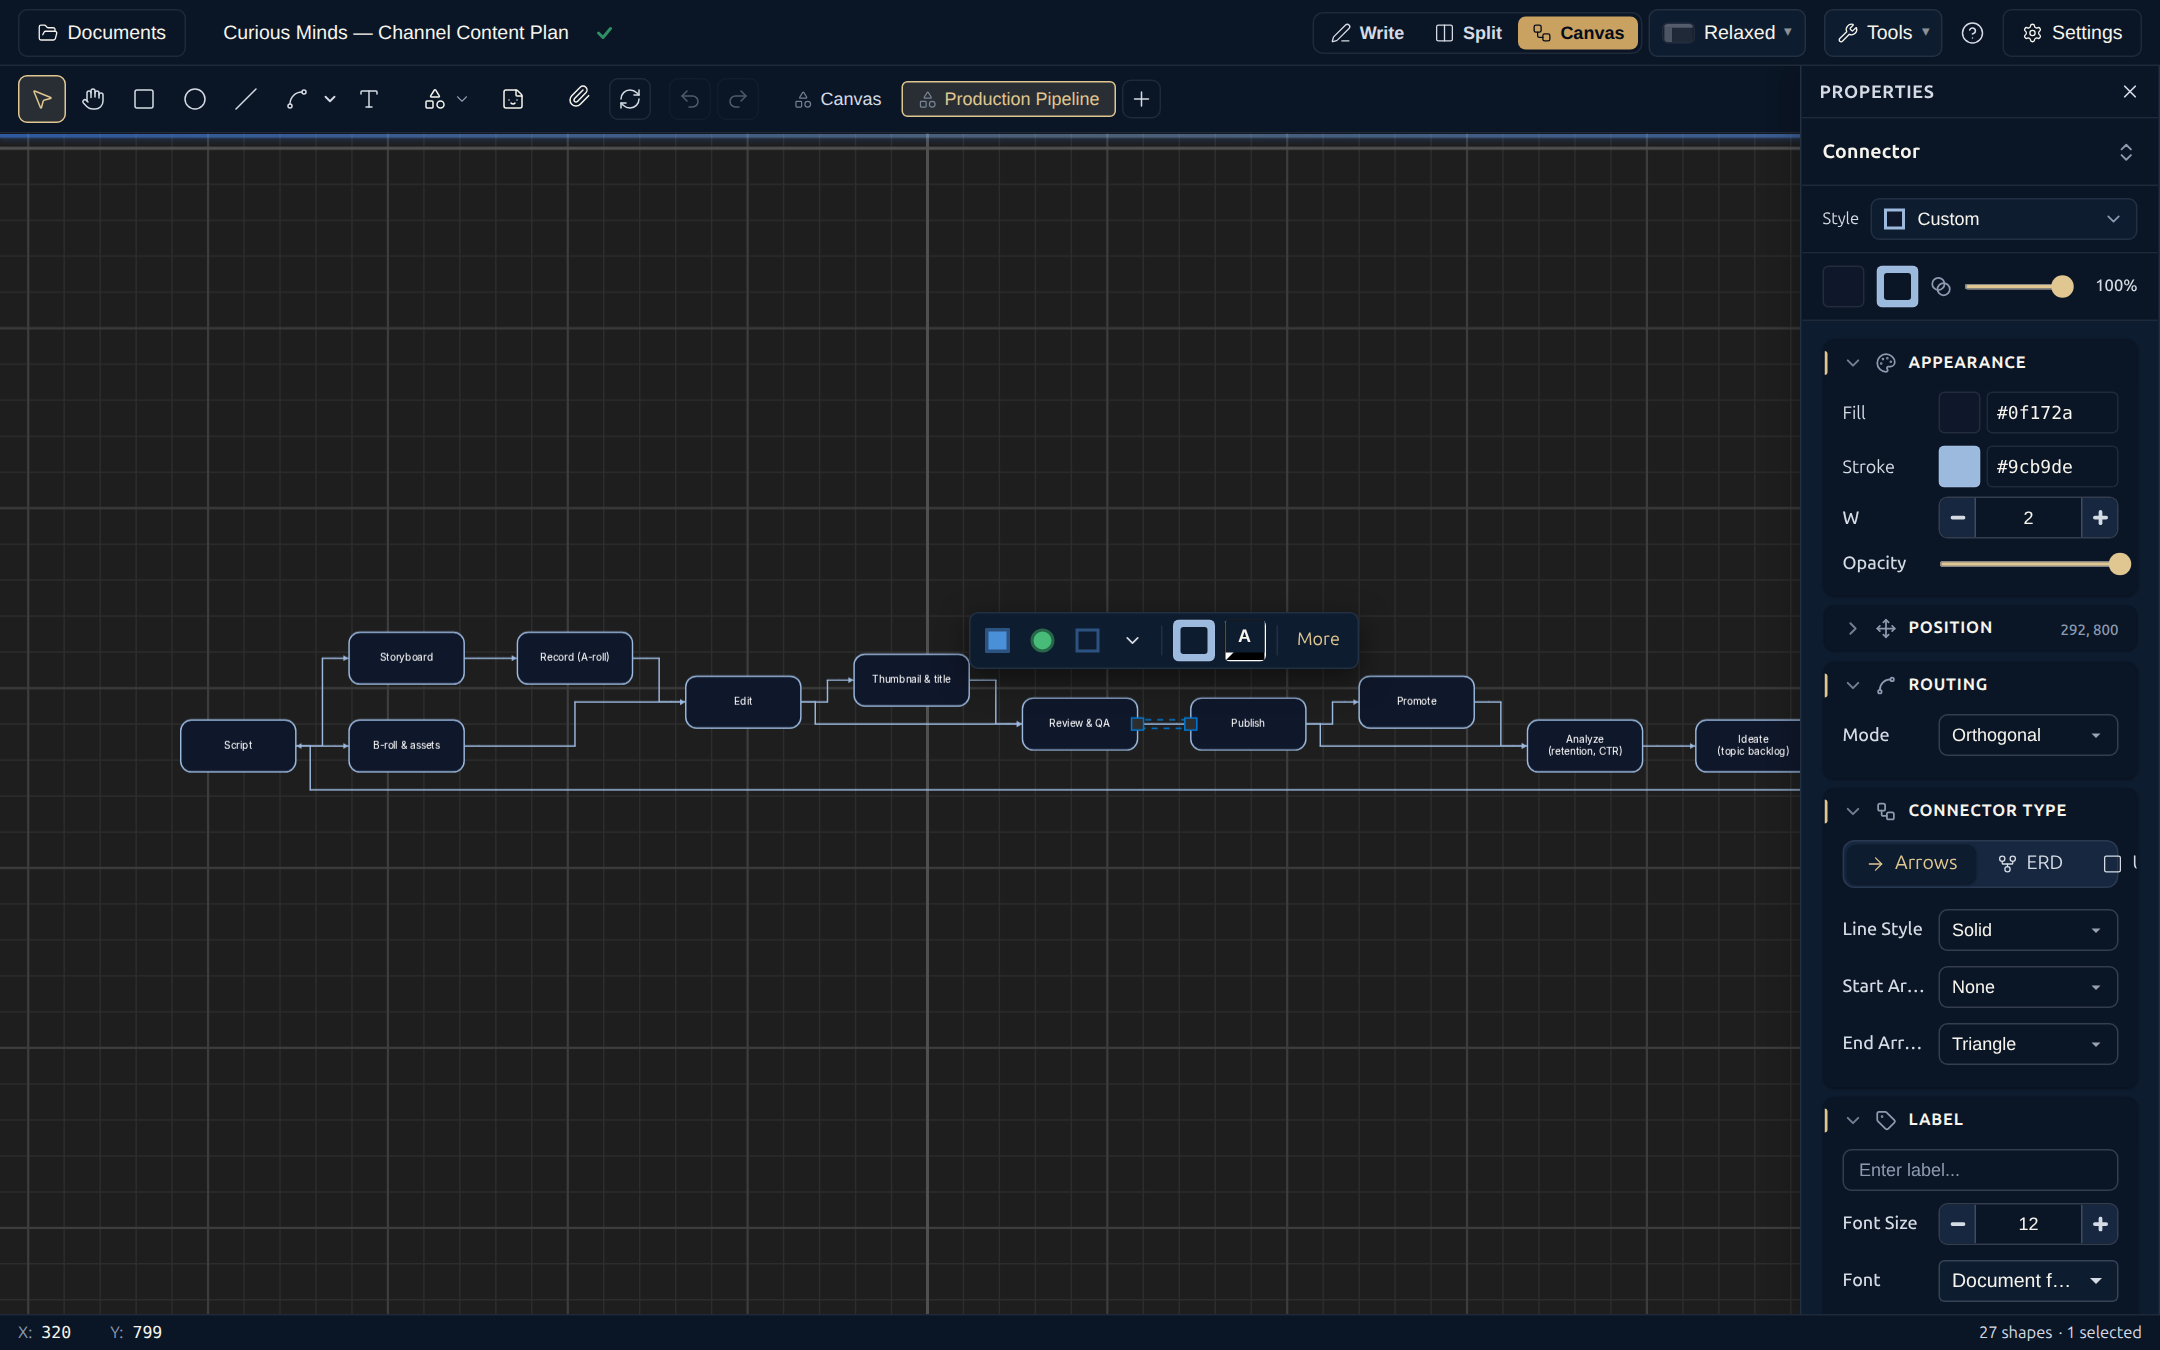 Documents
Curious Minds — Channel Content Plan
Write
Split
Canvas
Relaxed
Tools
Settings
Canvas
Production Pipeline
PROPERTIES
Connector
Style
Custom
100%
APPEARANCE
Fill
#0f172a
Stroke
#9cb9de
W
2
Opacity
POSITION
292, 800
ROUTING
Mode
Orthogonal
CONNECTOR TYPE
Arrows
ERD
Line Style
Solid
Start Ar...
None
End Arr...
Triangle
LABEL
Enter label...
Font Size
12
Font
Document f...
A
More
Storyboard
Record (A-roll)
Thumbnail & title
Edit
Promote
Review & QA
Publish
Script
B-roll & assets
Analyze
(retention, CTR)
Ideate
(topic backlog)
X: 320
Y: 799
27 shapes · 1 selected